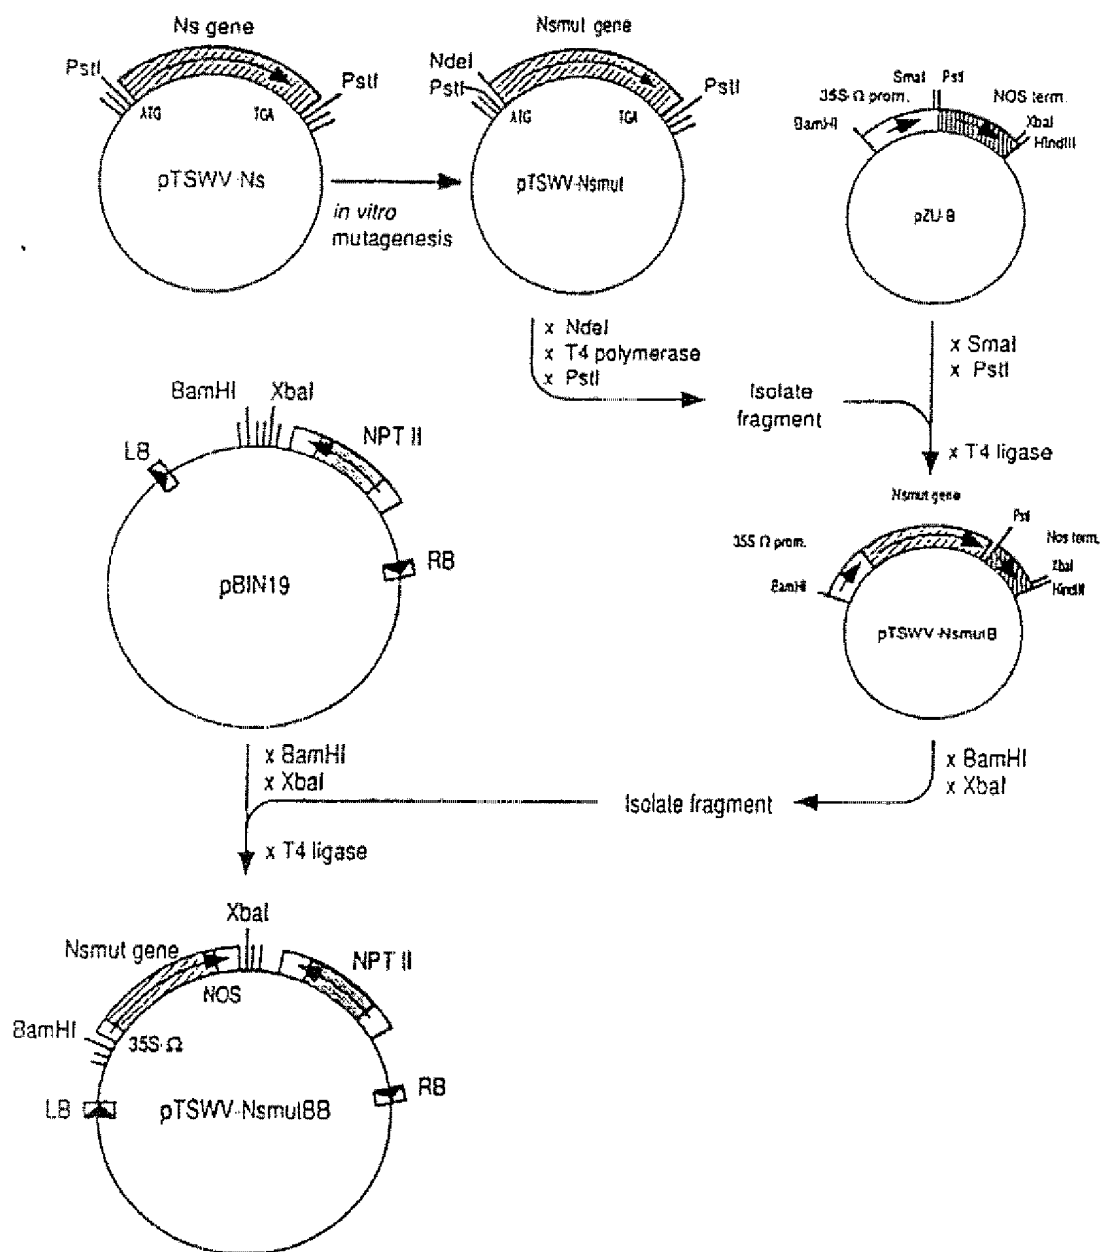 Ns gene
PstI
PstI
ATG
TGA
pTSWV-Ns
in vitro
mutagenesis
Nsmut gene
NdeI
PstI
PstI
ATG
TGA
pTSWV-Nsmut
SmaI
PstI
35S-Ω prom.
NOS term.
BamHI
XbaI
HindIII
pZU-B
x NdeI
x T4 polymerase
x PstI
Isolate
fragment
x SmaI
x PstI
x T4 ligase
BamHI
XbaI
LB
NPT II
RB
pBIN19
Nsmut gene
PstI
35S Ω prom.
Nos term.
BamHI
XbaI
HindIII
pTSWV-NsmutB
x BamHI
x XbaI
Isolate fragment
x BamHI
x XbaI
x T4 ligase
XbaI
Nsmut gene
NPT II
NOS
BamHI
35S-Ω
LB
RB
pTSWV-NsmutBB